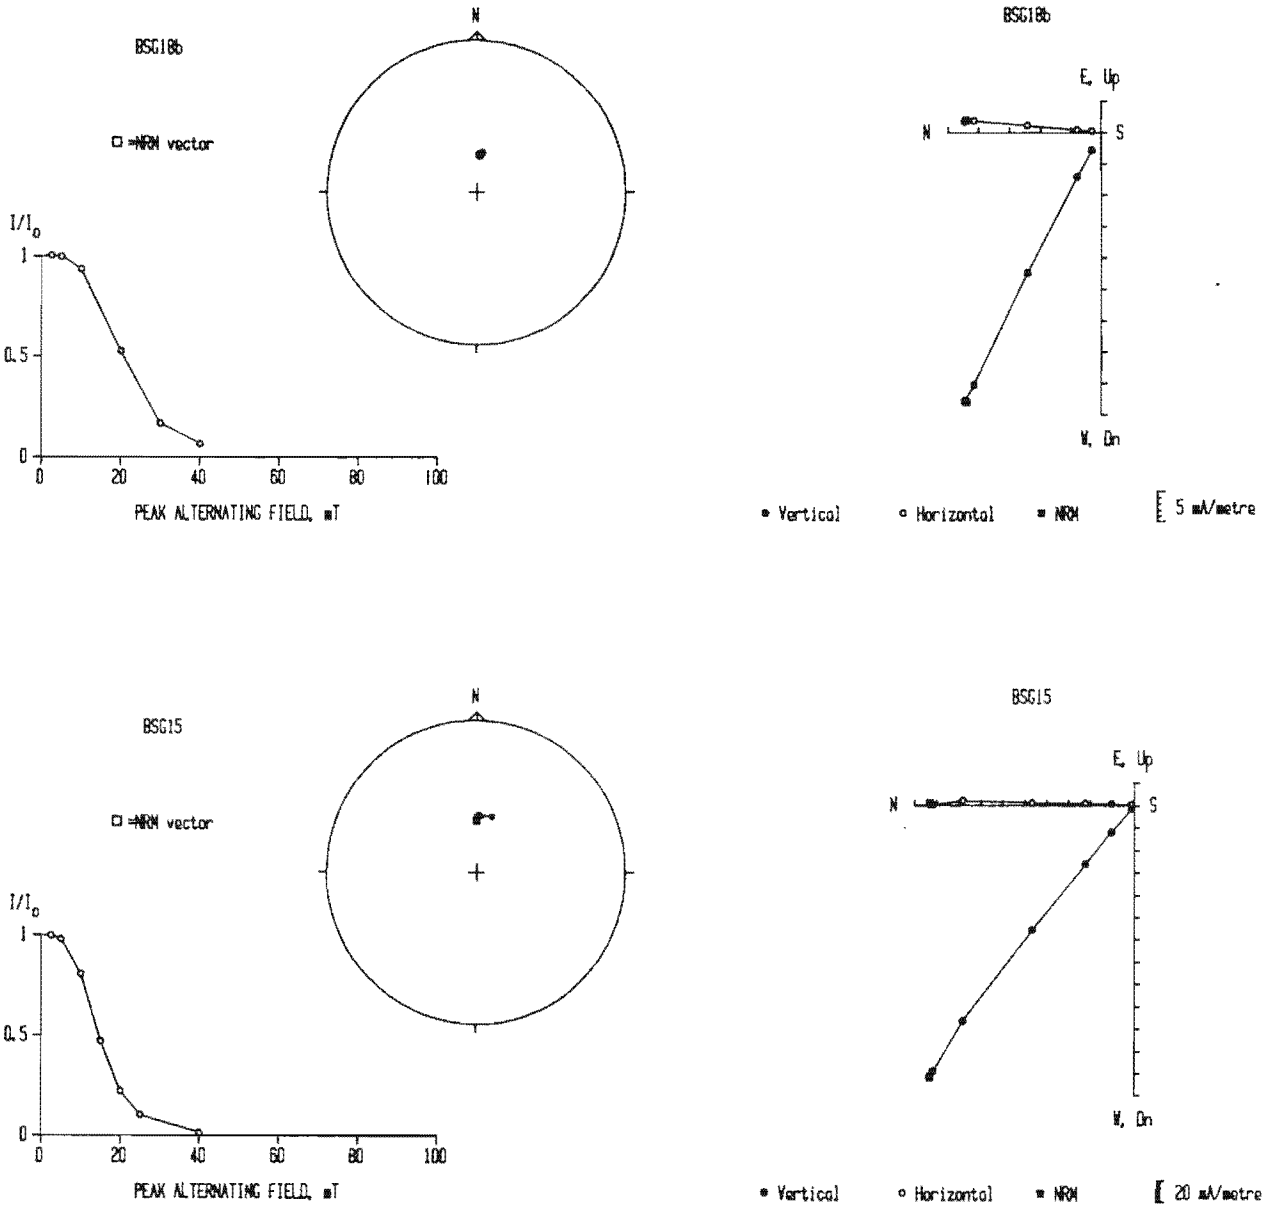 BSG18b
N
□ =NRM vector
I/I₀
1
0.5
0
0 20 40 60 80 100
PEAK ALTERNATING FIELD, mT
BSG18b
E, Up
N S
W, Dn
Vertical Horizontal NRM 5 mA/metre
BSG15
N
□ =NRM vector
I/I₀
1
0.5
0
0 20 40 60 80 100
PEAK ALTERNATING FIELD, mT
BSG15
E, Up
N S
W, Dn
Vertical Horizontal NRM 20 mA/metre